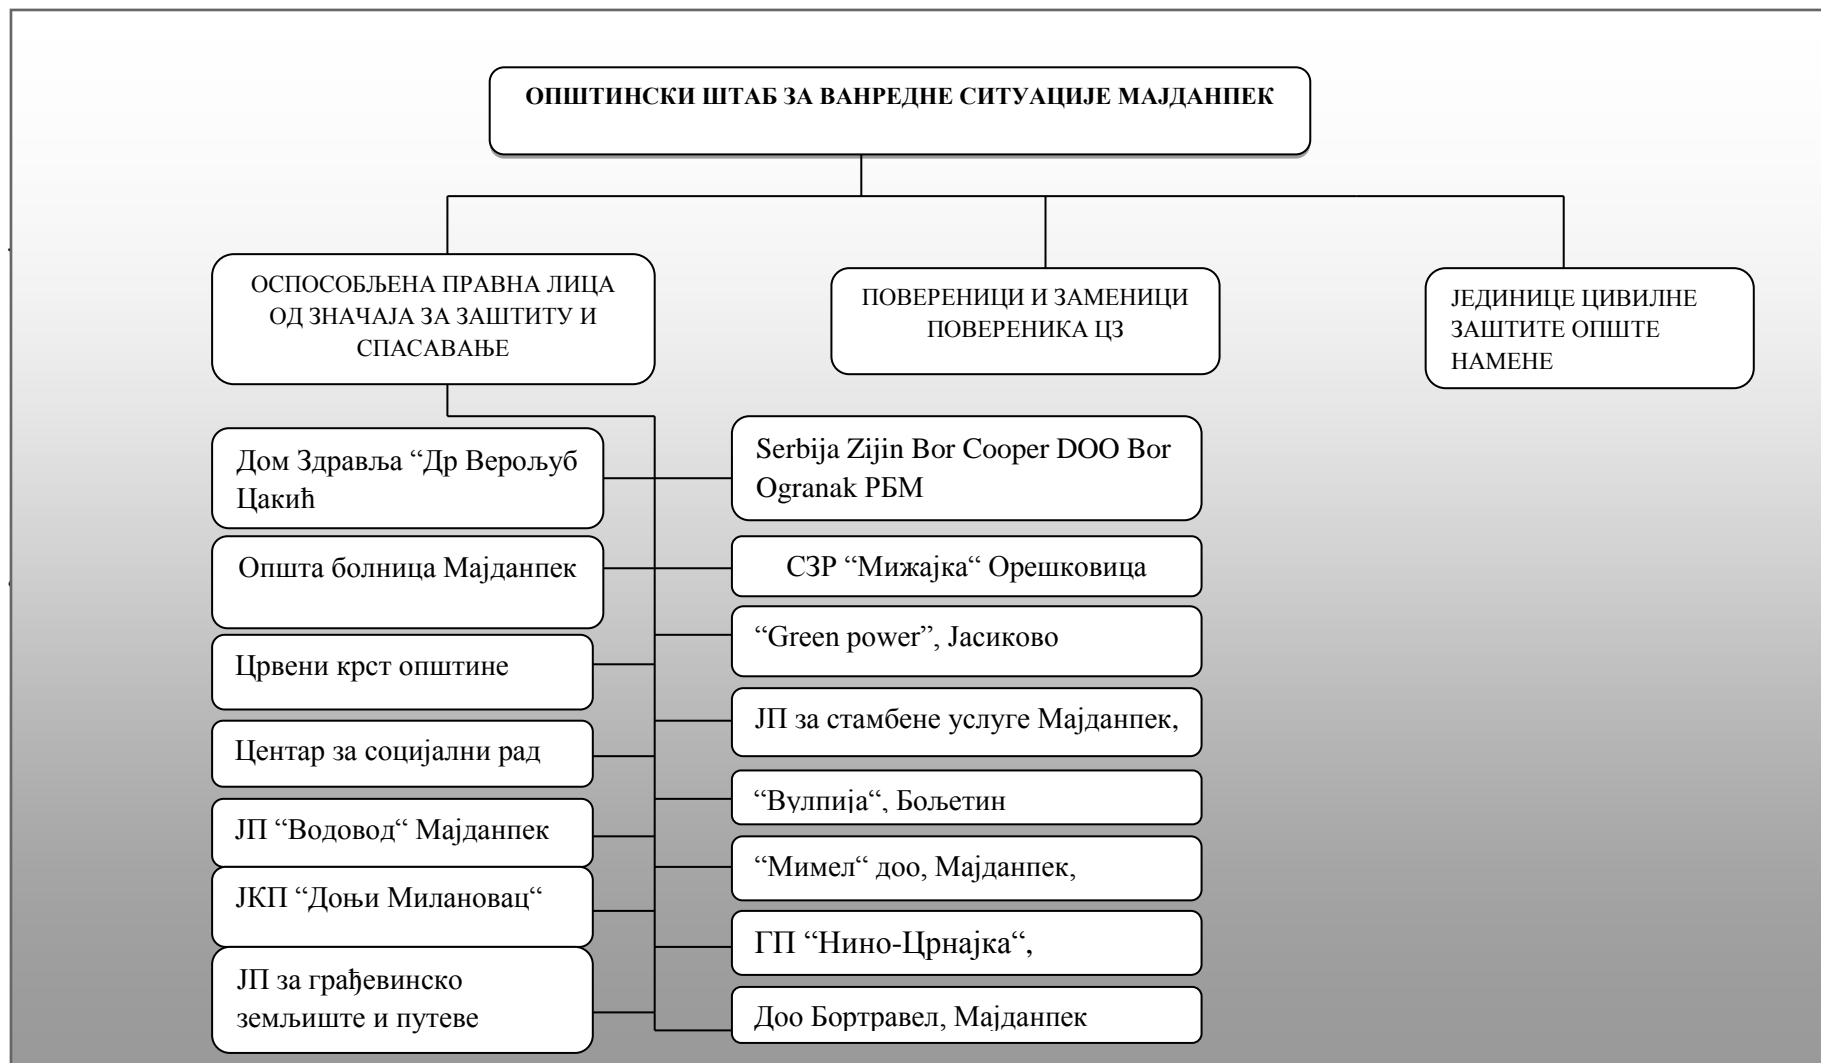 ОПШТИНСКИ ШТАБ ЗА ВАНРЕДНЕ СИТУАЦИЈЕ МАЈДАНПЕК
ОСПОСОБЉЕНА ПРАВНА ЛИЦА
ОД ЗНАЧАЈА ЗА ЗАШТИТУ И
СПАСАВАЊЕ
ПОВЕРЕНИЦИ И ЗАМЕНИЦИ
ПОВЕРЕНИКА ЦЗ
ЈЕДИНИЦЕ ЦИВИЛНЕ
ЗАШТИТЕ ОПШТЕ
НАМЕНЕ
Дом Здравља “Др Верољуб
Цакић
Општа болница Мајданпек
Црвени крст општине
Центар за социјални рад
ЈП “Водовод“ Мајданпек
ЈКП “Доњи Милановац“
ЈП за грађевинско
земљиште и путеве
Serbija Zijin Bor Cooper DOO Bor
Ogranak РБМ
СЗР “Мижајка“ Орешковица
“Green power”, Јасиково
ЈП за стамбене услуге Мајданпек,
“Вулпија“, Бољетин
“Мимел“ доо, Мајданпек,
ГП “Нино-Црнајка“,
Доо Бортравел, Мајданпек